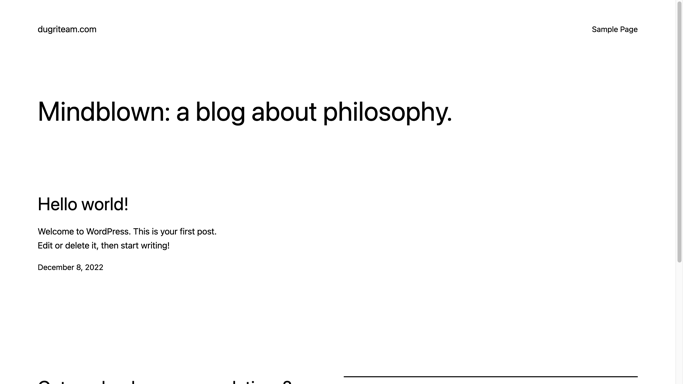 dugriteam.com
Sample Page
Mindblown: a blog about philosophy.
Hello world!
Welcome to WordPress. This is your first post.
Edit or delete it, then start writing!
December 8, 2022